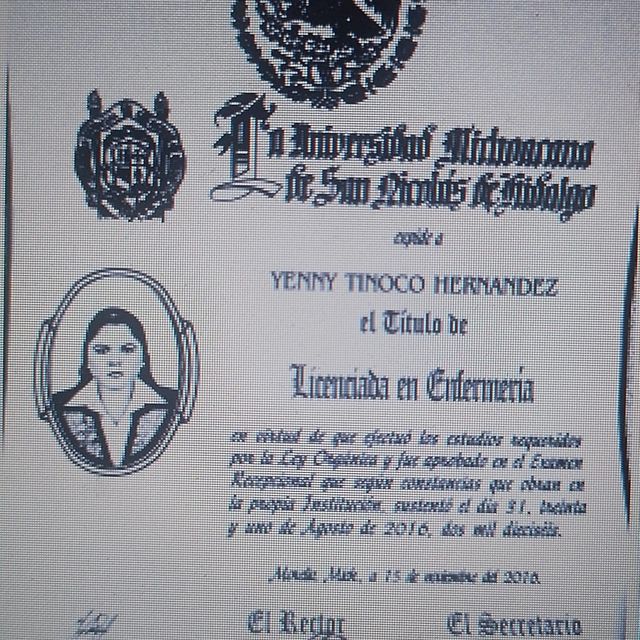 La Universidad Michoacana
de San Nicolás de Hidalgo
expide a
YENNY TINOCO HERNANDEZ
el Título de
Licenciada en Enfermería
en virtud de que efectuó los estudios requeridos
por la Ley Orgánica y fue aprobada en el Examen
Recepcional que según constancias que obran en
la propia Institución, sustentó el día 31, treinta
y uno de Agosto de 2016, dos mil dieciséis.
Morelia, Mich., a 15 de noviembre del 2016.
El Rector
El Secretario